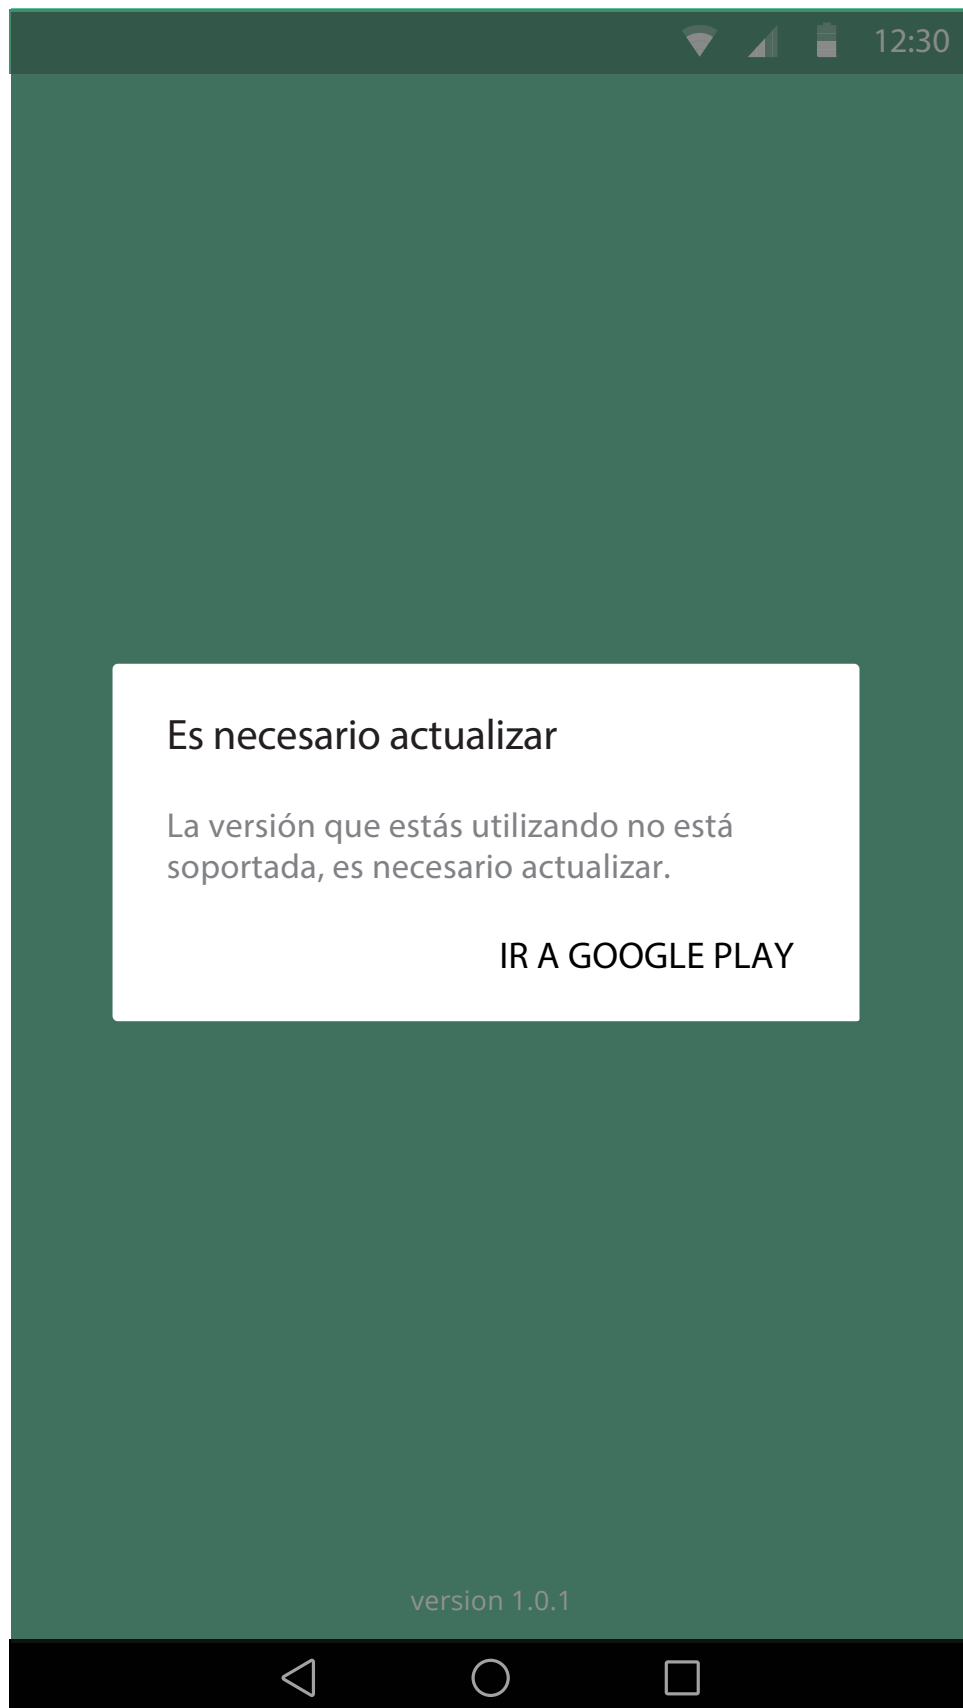 12:30
Es necesario actualizar
La versión que estás utilizando no está
soportada, es necesario actualizar.
IR A GOOGLE PLAY
version 1.0.1